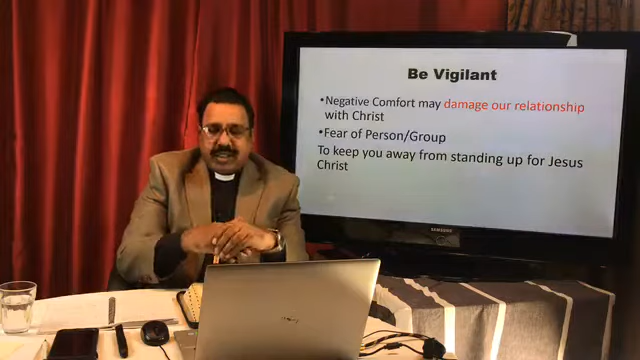 Be Vigilant
•Negative Comfort may damage our relationship
with Christ
•Fear of Person/Group
To keep you away from standing up for Jesus
Christ
SAMSUNG